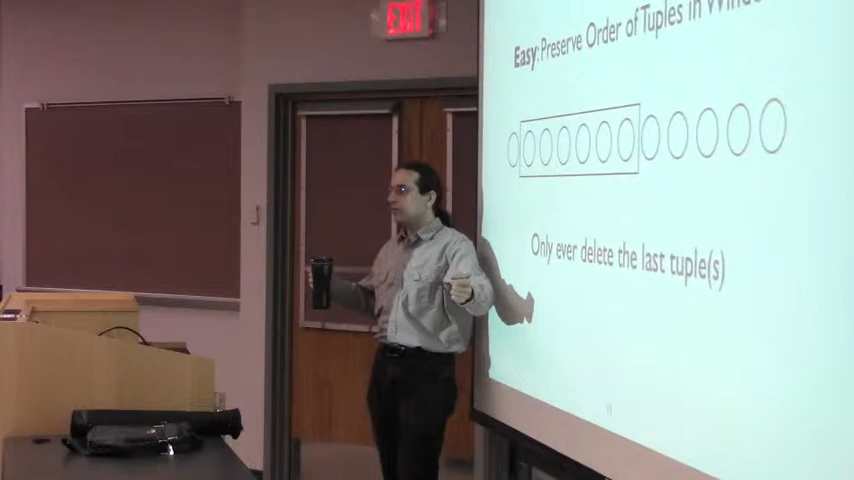 EXIT
Easy: Preserve Order of Tuples in
Only ever delete the last tuple(s)